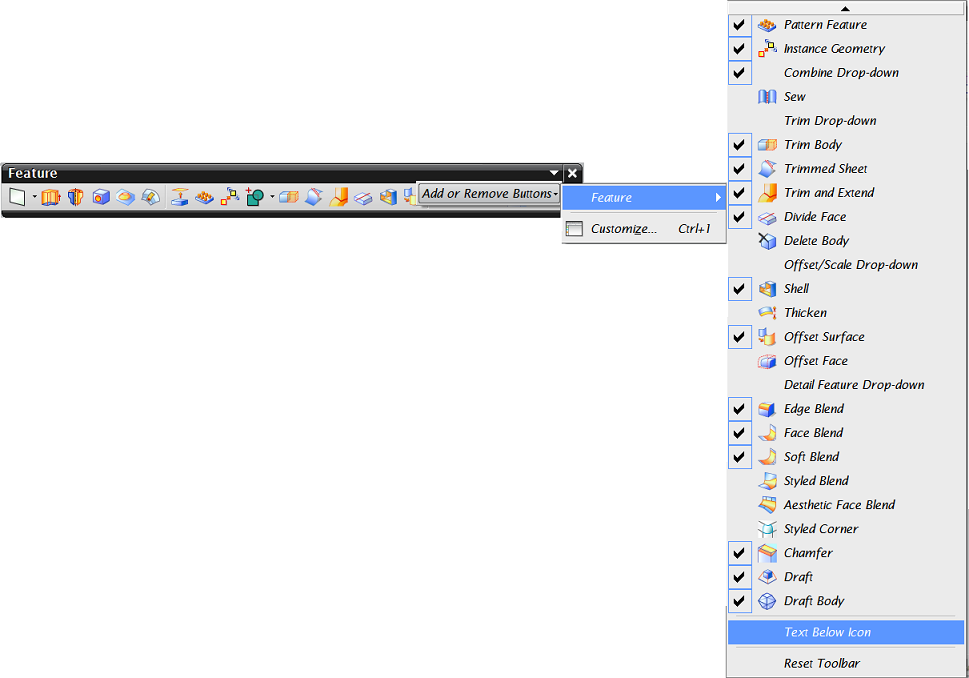 Feature
Add or Remove Buttons
Feature
Customize... Ctrl+1
Pattern Feature
Instance Geometry
Combine Drop-down
Sew
Trim Drop-down
Trim Body
Trimmed Sheet
Trim and Extend
Divide Face
Delete Body
Offset/Scale Drop-down
Shell
Thicken
Offset Surface
Offset Face
Detail Feature Drop-down
Edge Blend
Face Blend
Soft Blend
Styled Blend
Aesthetic Face Blend
Styled Corner
Chamfer
Draft
Draft Body
Text Below Icon
Reset Toolbar